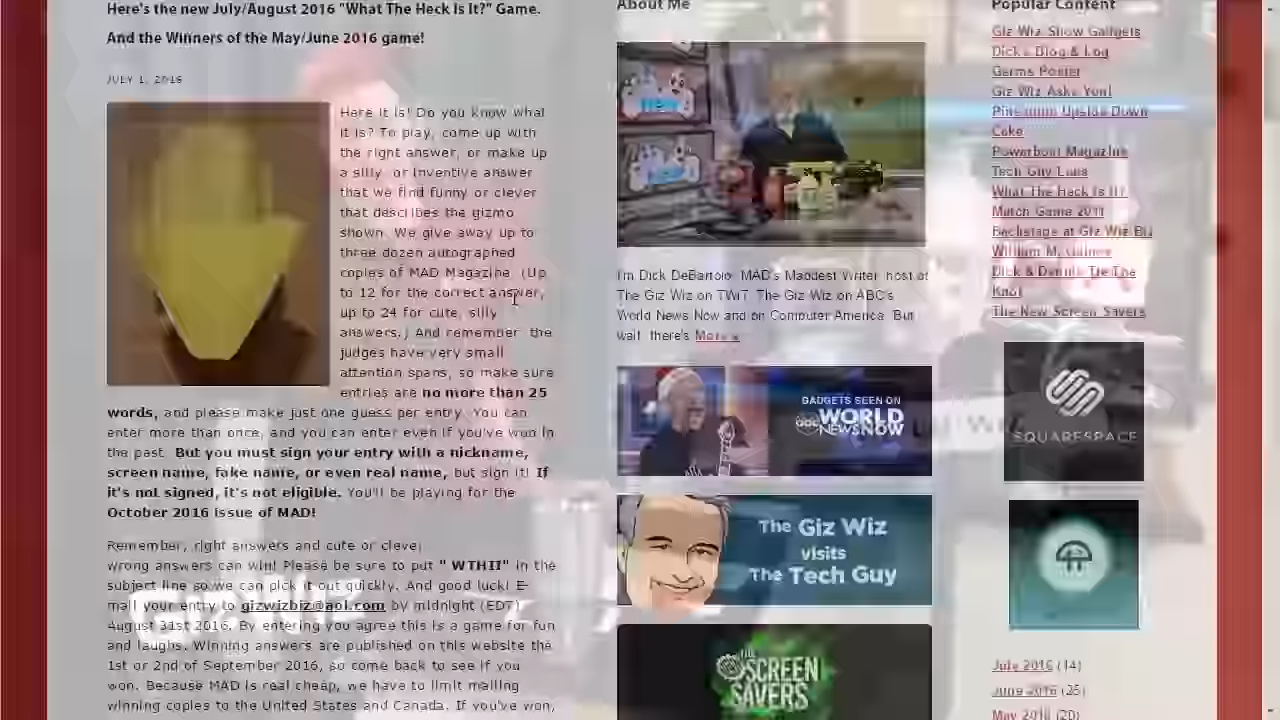 Here's the new July/August 2016 "What The Heck Is It?" Game.
And the Winners of the May/June 2016 game!
JULY 1, 2016
Here it is! Do you know what
it is? To play, come up with
the right answer, or make up
a silly or inventive answer
that we find funny or clever
that describes the gizmo
shown. We give away up to
three dozen autographed
copies of MAD Magazine. (Up
to 12 for the correct answer,
up to 24 for cute, silly
answers.) And remember the
judges have very small
attention spans, so make sure
entries are no more than 25
words, and please make just one guess per entry. You can
enter more than once, and you can enter even if you've won in
the past. But you must sign your entry with a nickname,
screen name, fake name, or even real name, but sign it! If
it's not signed, it's not eligible. You'll be playing for the
October 2016 issue of MAD!
Remember, right answers and cute or clever
wrong answers can win! Please be sure to put " WTHII" in the
subject line so we can pick it out quickly. And good luck! E-
mail your entry to gizwizbiz@aol.com by midnight (EDT)
August 31st 2016. By entering you agree this is a game for fun
and laughs. Winning answers are published on this website the
1st or 2nd of September 2016, so come back to see if you
won. Because MAD is real cheap, we have to limit mailing
winning copies to the United States and Canada. If you've won,
About Me
I'm Dick DeBartolo, MAD's Maddest Writer, host of
The Giz Wiz on TWiT, The Giz Wiz on ABC's
World News Now and on Computer America. But
wait, there's More »
GADGETS SEEN ON
abc WORLD
NEWS NOW
The Giz Wiz
visits
The Tech Guy
THE
SCREEN
SAVERS
Popular Content
Giz Wiz Show Gadgets
Dick's Blog & Log
Germs Poster
Giz Wiz Asks You!
Pineapple Upside Down
Cake
Powerboat Magazine
Tech Guy Labs
What The Heck Is It?
Match Game 2011
Backstage at Giz Wiz Biz
William M. Gaines
Dick & Dennis Tie The
Knot
The New Screen Savers
SQUARESPACE
July 2016 (14)
June 2016 (25)
May 2016 (20)